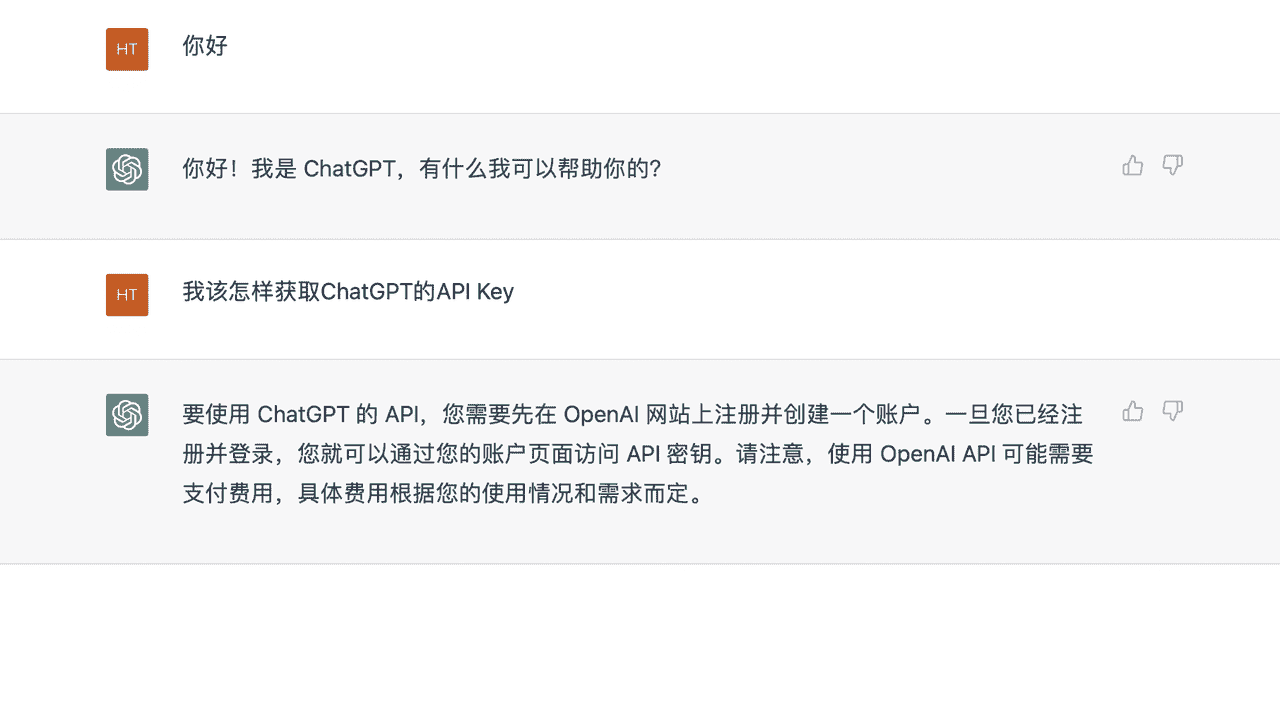 HT
你好
你好！我是 ChatGPT，有什么我可以帮助你的？
HT
我该怎样获取ChatGPT的API Key
要使用 ChatGPT 的 API，您需要先在 OpenAI 网站上注册并创建一个账户。一旦您已经注
册并登录，您就可以通过您的账户页面访问 API 密钥。请注意，使用 OpenAI API 可能需要
支付费用，具体费用根据您的使用情况和需求而定。